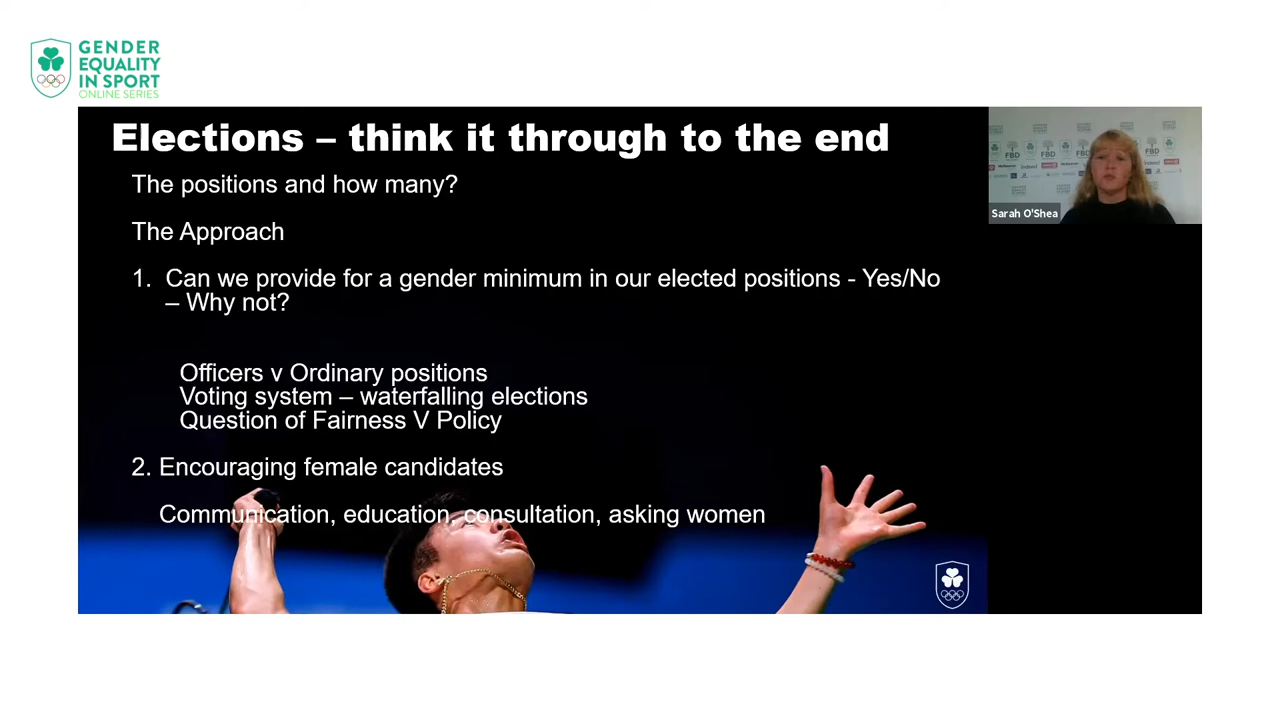 GENDER
EQUALITY
IN SPORT
ONLINE SERIES
Elections – think it through to the end
The positions and how many?
The Approach
1. Can we provide for a gender minimum in our elected positions - Yes/No
– Why not?
Officers v Ordinary positions
Voting system – waterfalling elections
Question of Fairness V Policy
2. Encouraging female candidates
Communication, education, consultation, asking women
FBD FBD FBD
Sarah O'Shea